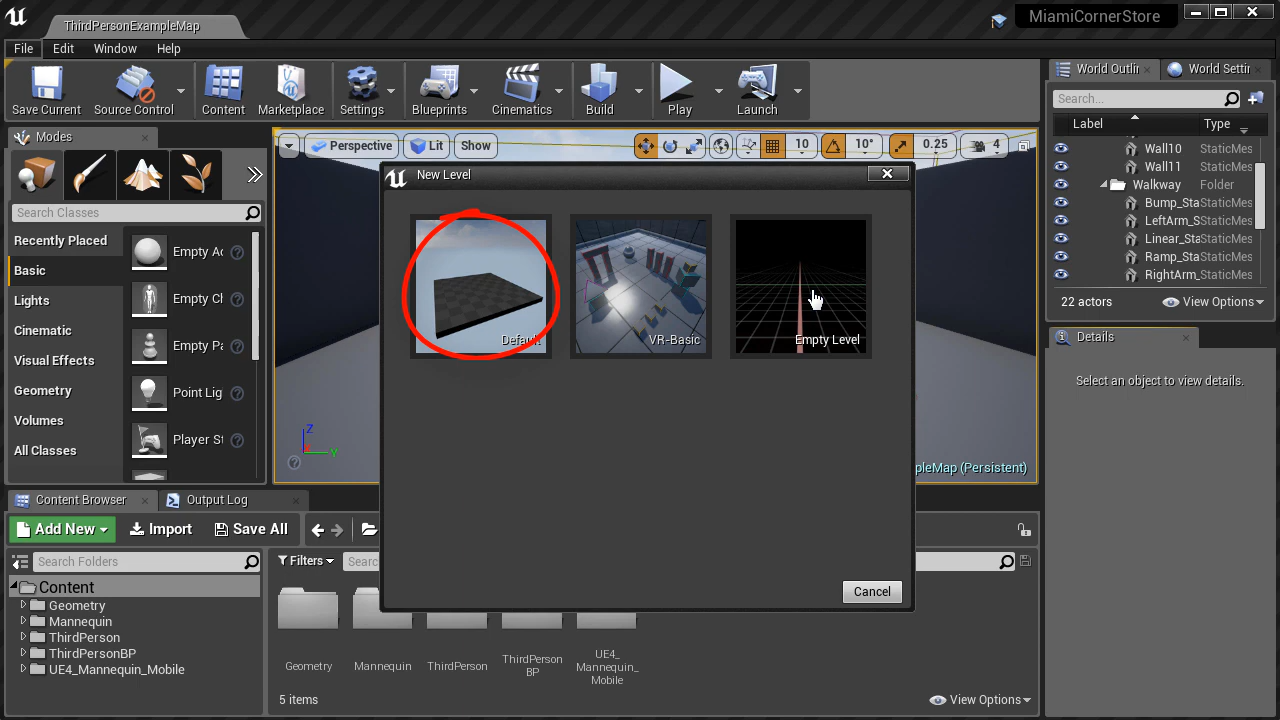 ThirdPersonExampleMap
MiamiCornerStore
File Edit Window Help
Save Current Source Control Content Marketplace Settings Blueprints Cinematics Build Play Launch
World Outlin World Settin
Search...
Label Type
Wall10 StaticMes
Wall11 StaticMes
Walkway Folder
Bump_Sta StaticMes
LeftArm_S StaticMes
Linear_Sta StaticMes
Ramp_Sta StaticMes
RightArm_ StaticMes
22 actors View Options
Details
Select an object to view details.
Modes
Search Classes
Recently Placed
Basic
Lights
Cinematic
Visual Effects
Geometry
Volumes
All Classes
Empty Ac
Empty Ch
Empty Pa
Point Lig
Player St
Perspective Lit Show 10 10° 0.25 4
New Level
Default
VR-Basic
Empty Level
Cancel
Z
Y
pleMap (Persistent)
Content Browser Output Log
Add New Import Save All
Search Folders
Content
Geometry
Mannequin
ThirdPerson
ThirdPersonBP
UE4_Mannequin_Mobile
Filters Searc
Geometry
Mannequin
ThirdPerson
ThirdPerson
BP
UE4_
Mannequin_
Mobile
5 items View Options